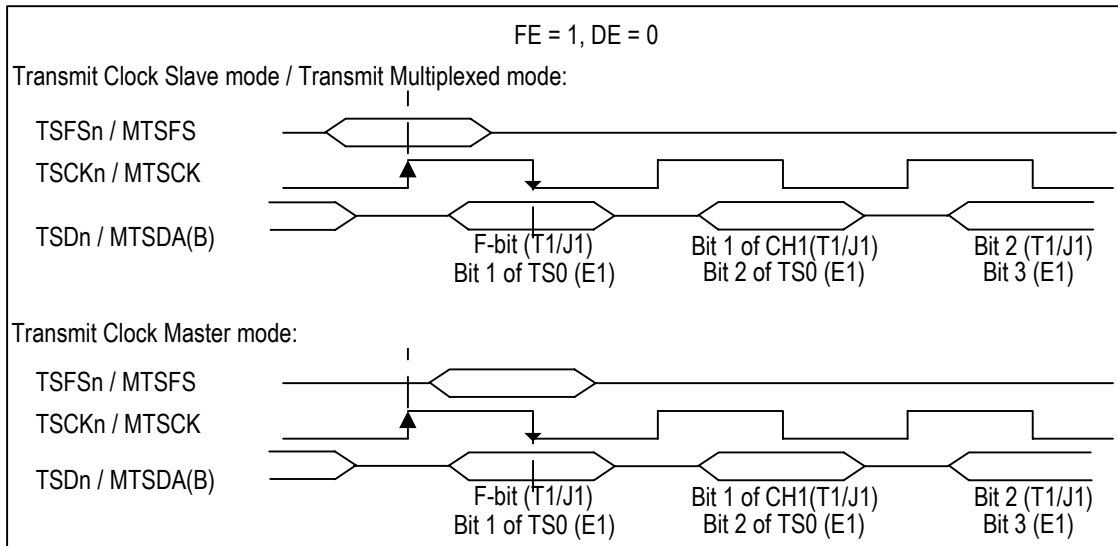 FE = 1, DE = 0
Transmit Clock Slave mode / Transmit Multiplexed mode:
TSFSn / MTSFS
TSCKn / MTSCK
TSDn / MTSDA(B)
F-bit (T1/J1)
Bit 1 of TS0 (E1)
Bit 1 of CH1(T1/J1)
Bit 2 of TS0 (E1)
Bit 2 (T1/J1)
Bit 3 (E1)
Transmit Clock Master mode:
TSFSn / MTSFS
TSCKn / MTSCK
TSDn / MTSDA(B)
F-bit (T1/J1)
Bit 1 of TS0 (E1)
Bit 1 of CH1(T1/J1)
Bit 2 of TS0 (E1)
Bit 2 (T1/J1)
Bit 3 (E1)